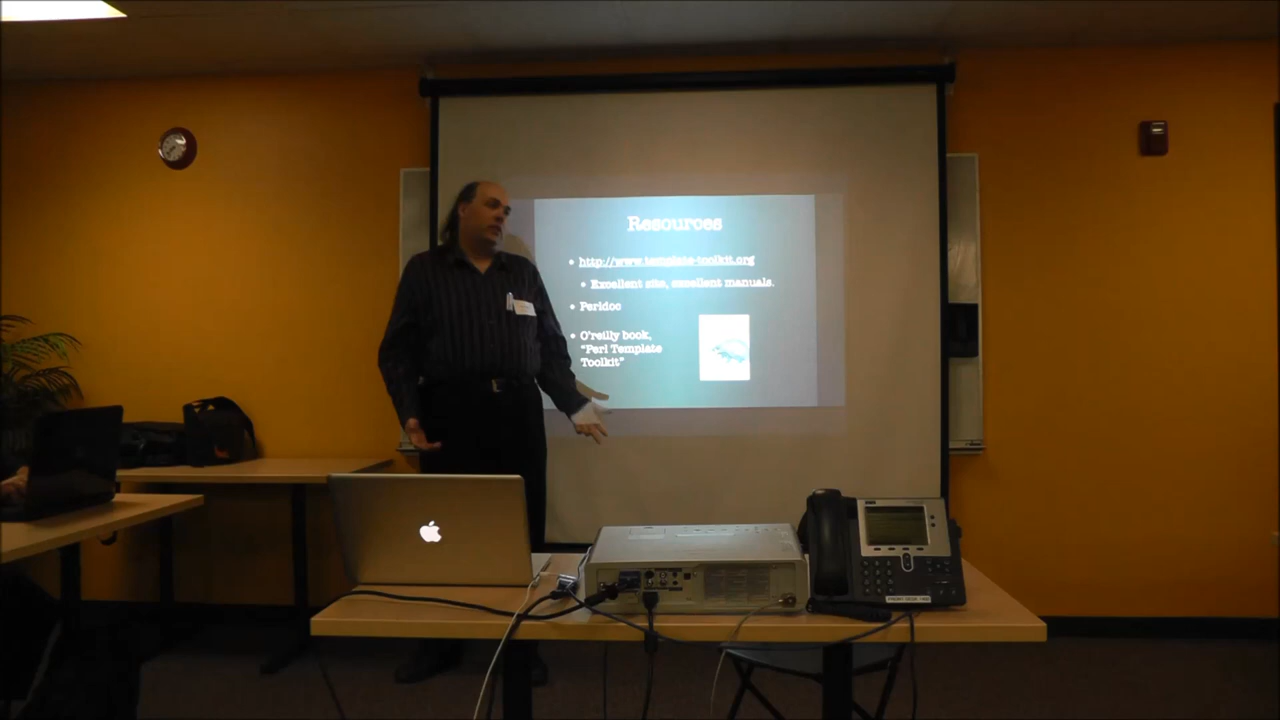 Resources
• http://www.template-toolkit.org
• Excellent site, excellent manuals.
• Perldoc
• O'reilly book,
"Perl Template
Toolkit"